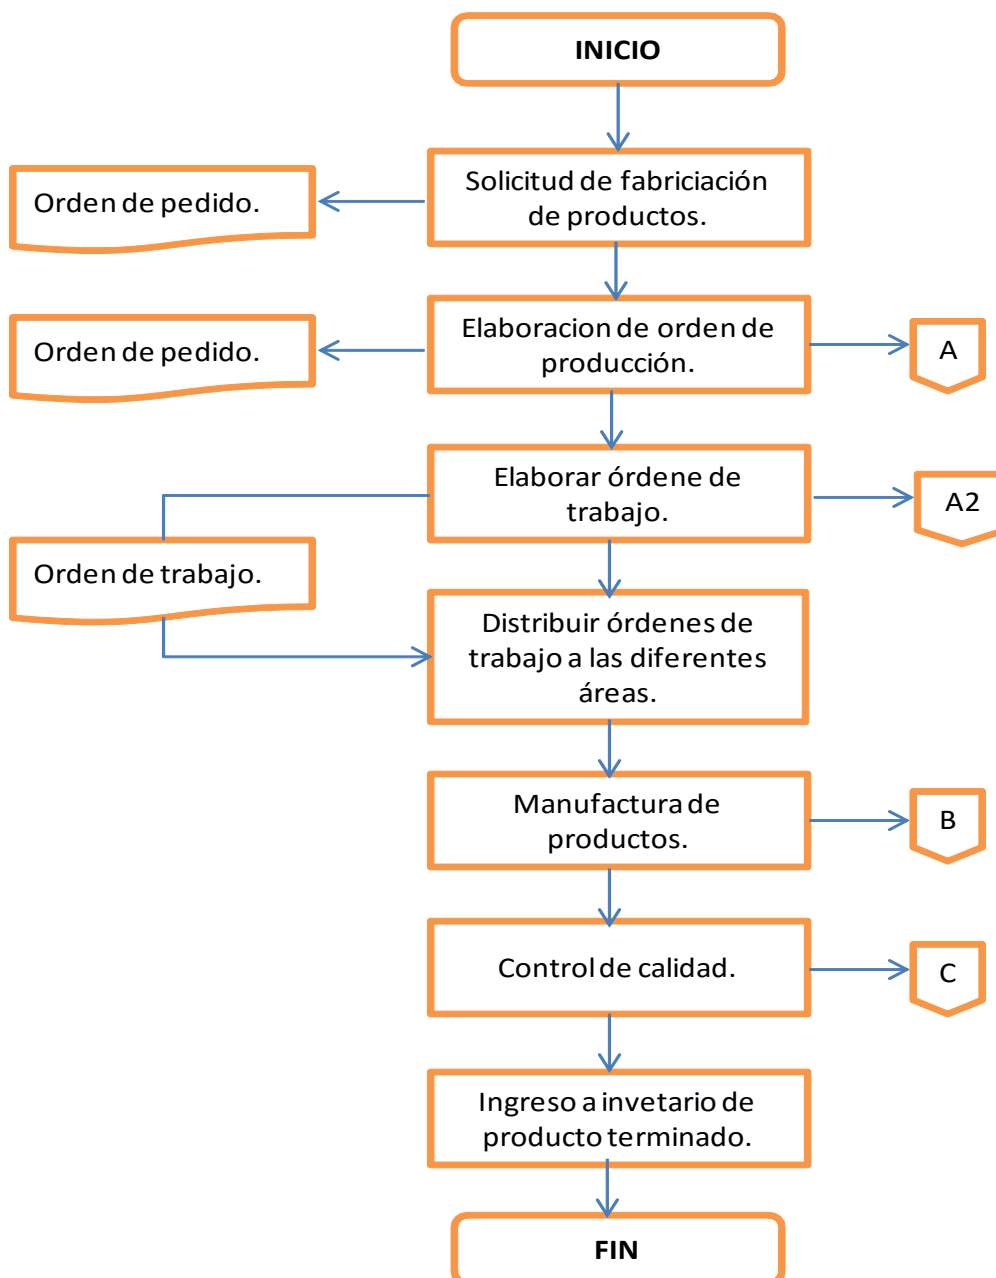 INICIO
Solicitud de fabriciación
de productos.
Orden de pedido.
Elaboracion de orden de
producción.
Orden de pedido.
A
Elaborar órdene de
trabajo.
A2
Orden de trabajo.
Distribuir órdenes de
trabajo a las diferentes
áreas.
Manufactura de
productos.
B
Control de calidad.
C
Ingreso a invetario de
producto terminado.
FIN